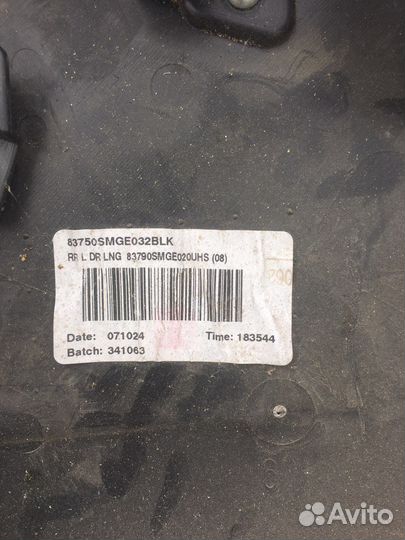 83750SMGE032BLK
RR L DR LNG 83790SMGE020UHS (08)
Date: 071024 Time: 183544
Batch: 341063
Avito